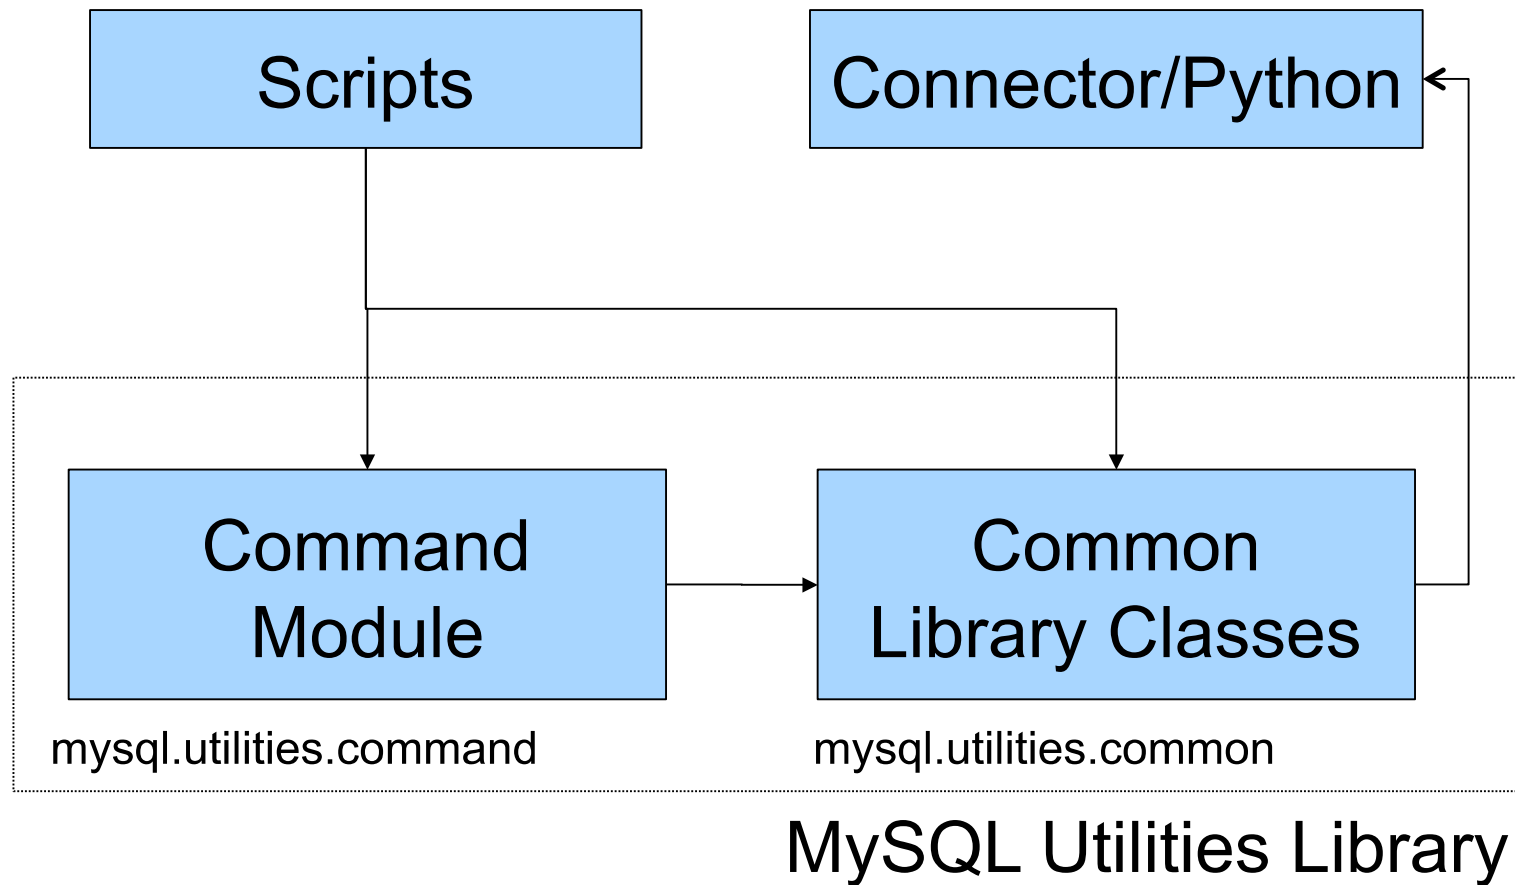 Scripts
Connector/Python
Command
Module
Common
Library Classes
mysql.utilities.command
mysql.utilities.common
MySQL Utilities Library